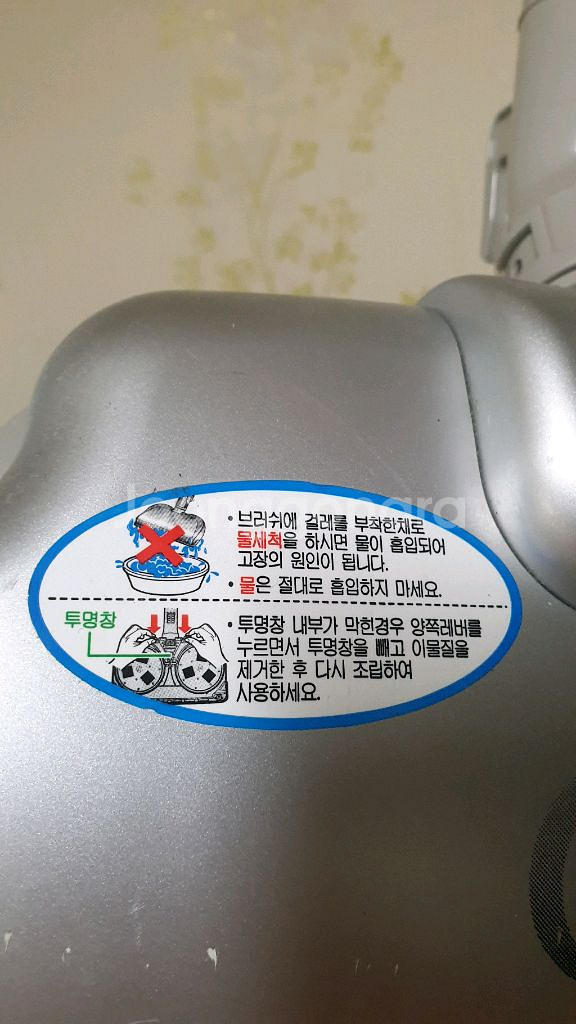 • 브러쉬에 걸레를 부착한체로
물세척을 하시면 물이 흡입되어
고장의 원인이 됩니다.
• 물은 절대로 흡입하지 마세요.
투명창
• 투명창 내부가 막힌경우 양쪽레버를
누르면서 투명창을 빼고 이물질을
제거한 후 다시 조립하여
사용하세요.